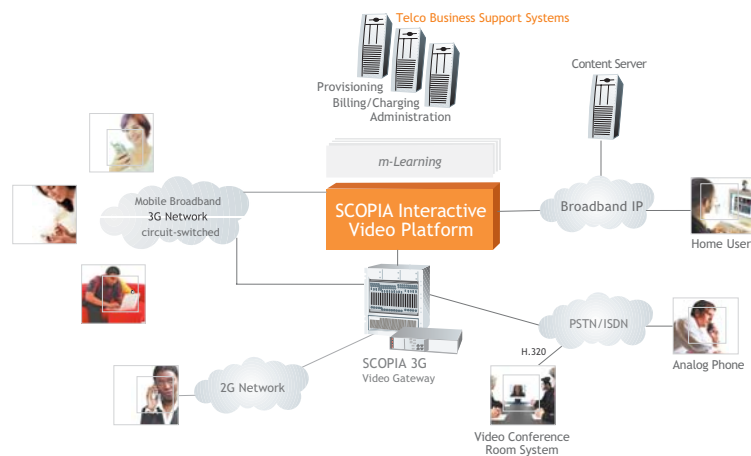 Telco Business Support Systems
Provisioning
Billing/Charging
Administration
Content Server
m-Learning
Mobile Broadband
3G Network
circuit-switched
SCOPIA Interactive
Video Platform
Broadband IP
Home User
PSTN/ISDN
H.320
Analog Phone
SCOPIA 3G
Video Gateway
2G Network
Video Conference
Room System